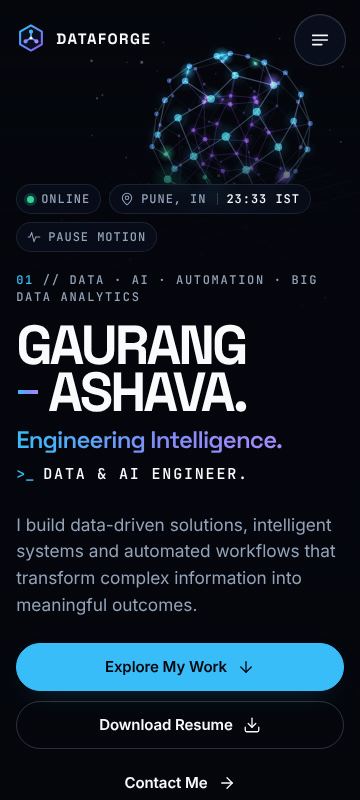 DATAFORGE
ONLINE
PUNE, IN
23:33 IST
PAUSE MOTION
01 // DATA · AI · AUTOMATION · BIG
DATA ANALYTICS
GAURANG
– ASHAVA.
Engineering Intelligence.
>_ DATA & AI ENGINEER.
I build data-driven solutions, intelligent
systems and automated workflows that
transform complex information into
meaningful outcomes.
Explore My Work ↓
Download Resume
Contact Me →